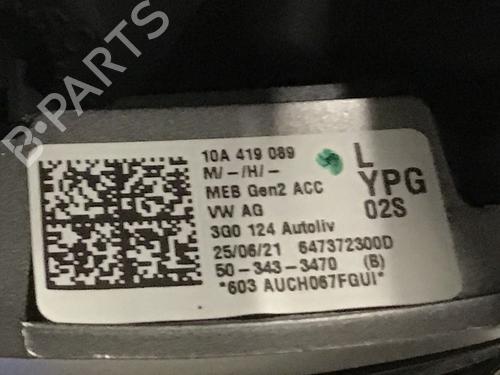 B-PARTS
10A 419 089
M/-/H/-
MEB Gen2 ACC
VW AG
3G0 124 Autoliv
25/06/21 647372300D
50-343-3470 (B)
*603 AUCH067FGUI*
L
YPG
02S